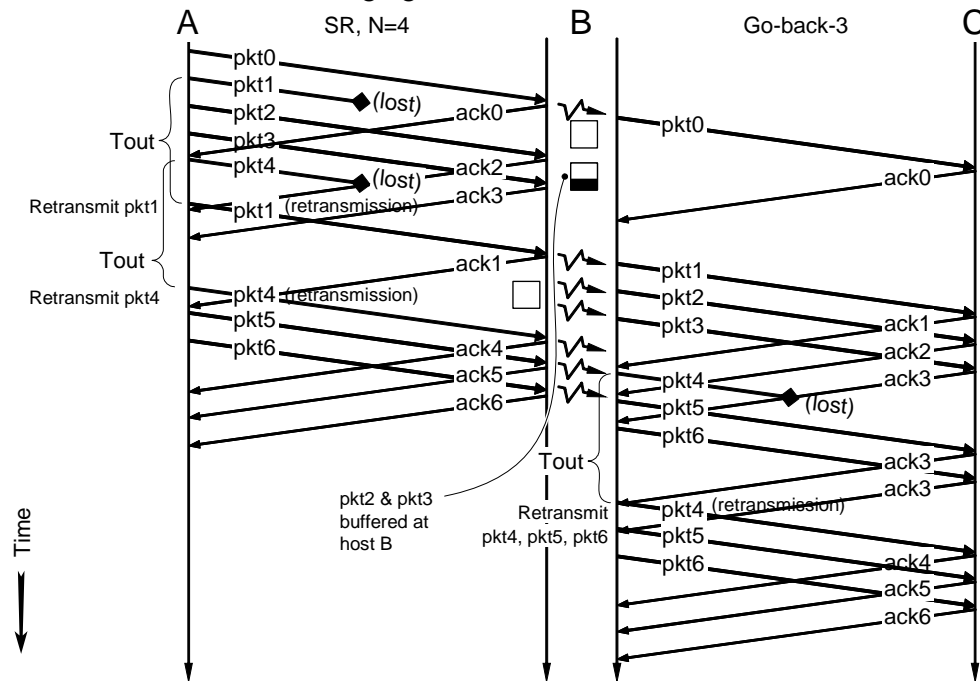 A
SR, N=4
B
Go-back-3
C
pkt0
pkt1
(lost)
pkt2
ack0
pkt0
Tout
pkt3
pkt4
ack2
(lost)
ack0
ack3
Retransmit pkt1
pkt1 (retransmission)
Tout
ack1
pkt1
Retransmit pkt4
pkt4 (retransmission)
pkt2
pkt5
pkt3
ack1
pkt6
ack4
ack2
ack5
pkt4
ack3
ack6
pkt5
(lost)
pkt6
Tout
ack3
ack3
pkt2 & pkt3
buffered at
host B
Retransmit
pkt4, pkt5, pkt6
pkt4 (retransmission)
pkt5
pkt6
ack4
ack5
ack6
Time